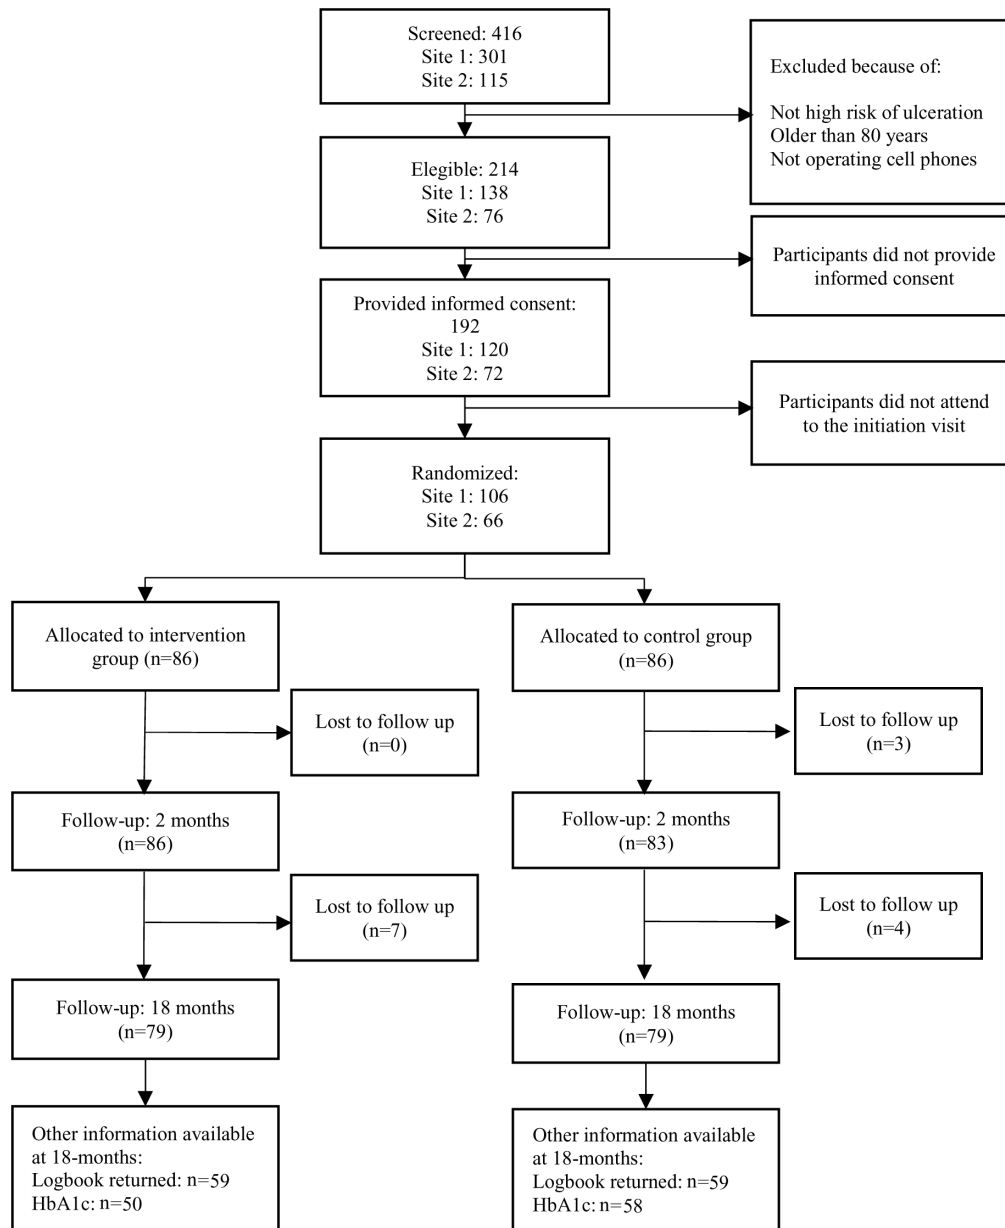 Screened: 416
Site 1: 301
Site 2: 115
Excluded because of:
Not high risk of ulceration
Older than 80 years
Not operating cell phones
Elegible: 214
Site 1: 138
Site 2: 76
Participants did not provide
informed consent
Provided informed consent:
192
Site 1: 120
Site 2: 72
Participants did not attend
to the initiation visit
Randomized:
Site 1: 106
Site 2: 66
Allocated to intervention
group (n=86)
Allocated to control group
(n=86)
Lost to follow up
(n=0)
Lost to follow up
(n=3)
Follow-up: 2 months
(n=86)
Follow-up: 2 months
(n=83)
Lost to follow up
(n=7)
Lost to follow up
(n=4)
Follow-up: 18 months
(n=79)
Follow-up: 18 months
(n=79)
Other information available
at 18-months:
Logbook returned: n=59
HbA1c: n=50
Other information available
at 18-months:
Logbook returned: n=59
HbA1c: n=58